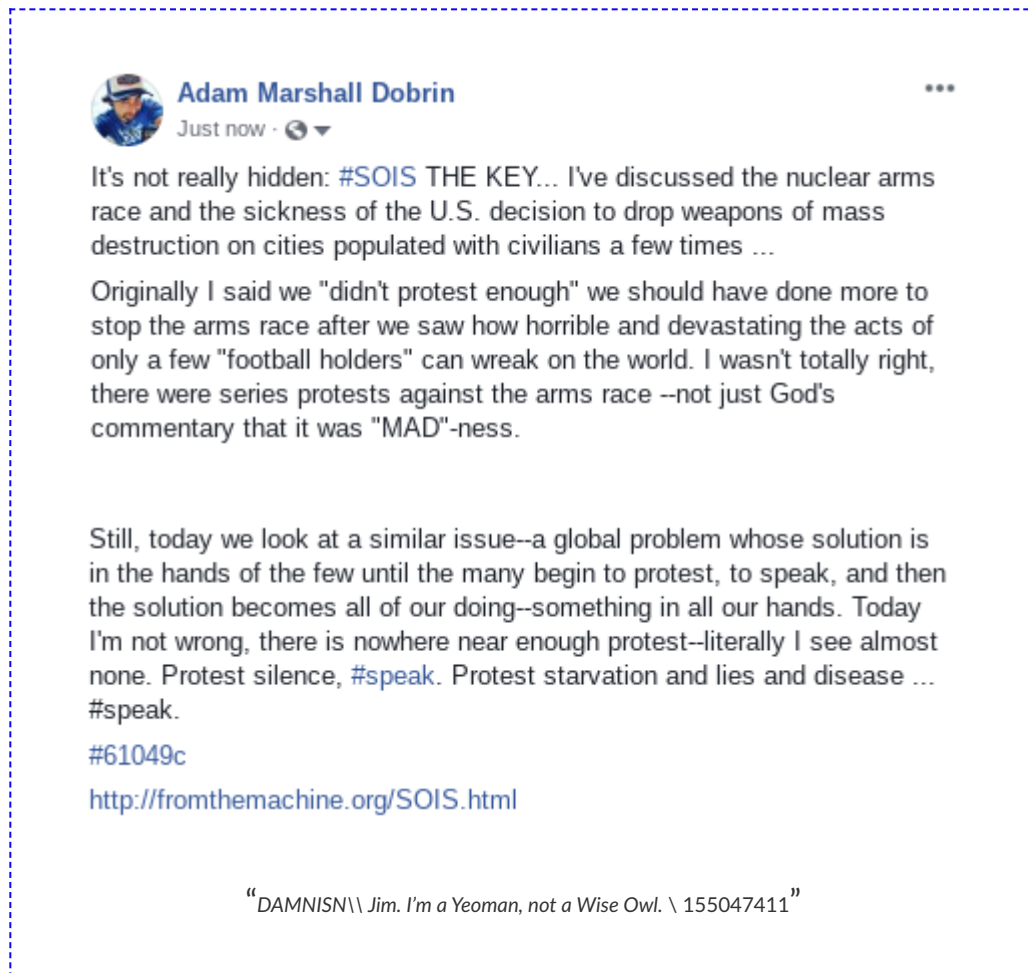 Adam Marshall Dobrin
Just now ·
It's not really hidden: #SOIS THE KEY... I've discussed the nuclear arms
race and the sickness of the U.S. decision to drop weapons of mass
destruction on cities populated with civilians a few times ...
Originally I said we "didn't protest enough" we should have done more to
stop the arms race after we saw how horrible and devastating the acts of
only a few "football holders" can wreak on the world. I wasn't totally right,
there were series protests against the arms race --not just God's
commentary that it was "MAD"-ness.
Still, today we look at a similar issue--a global problem whose solution is
in the hands of the few until the many begin to protest, to speak, and then
the solution becomes all of our doing--something in all our hands. Today
I'm not wrong, there is nowhere near enough protest--literally I see almost
none. Protest silence, #speak. Protest starvation and lies and disease ...
#speak.
#61049c
http://fromthemachine.org/SOIS.html
“DAMNISN\\ Jim. I’m a Yeoman, not a Wise Owl. \ 155047411”